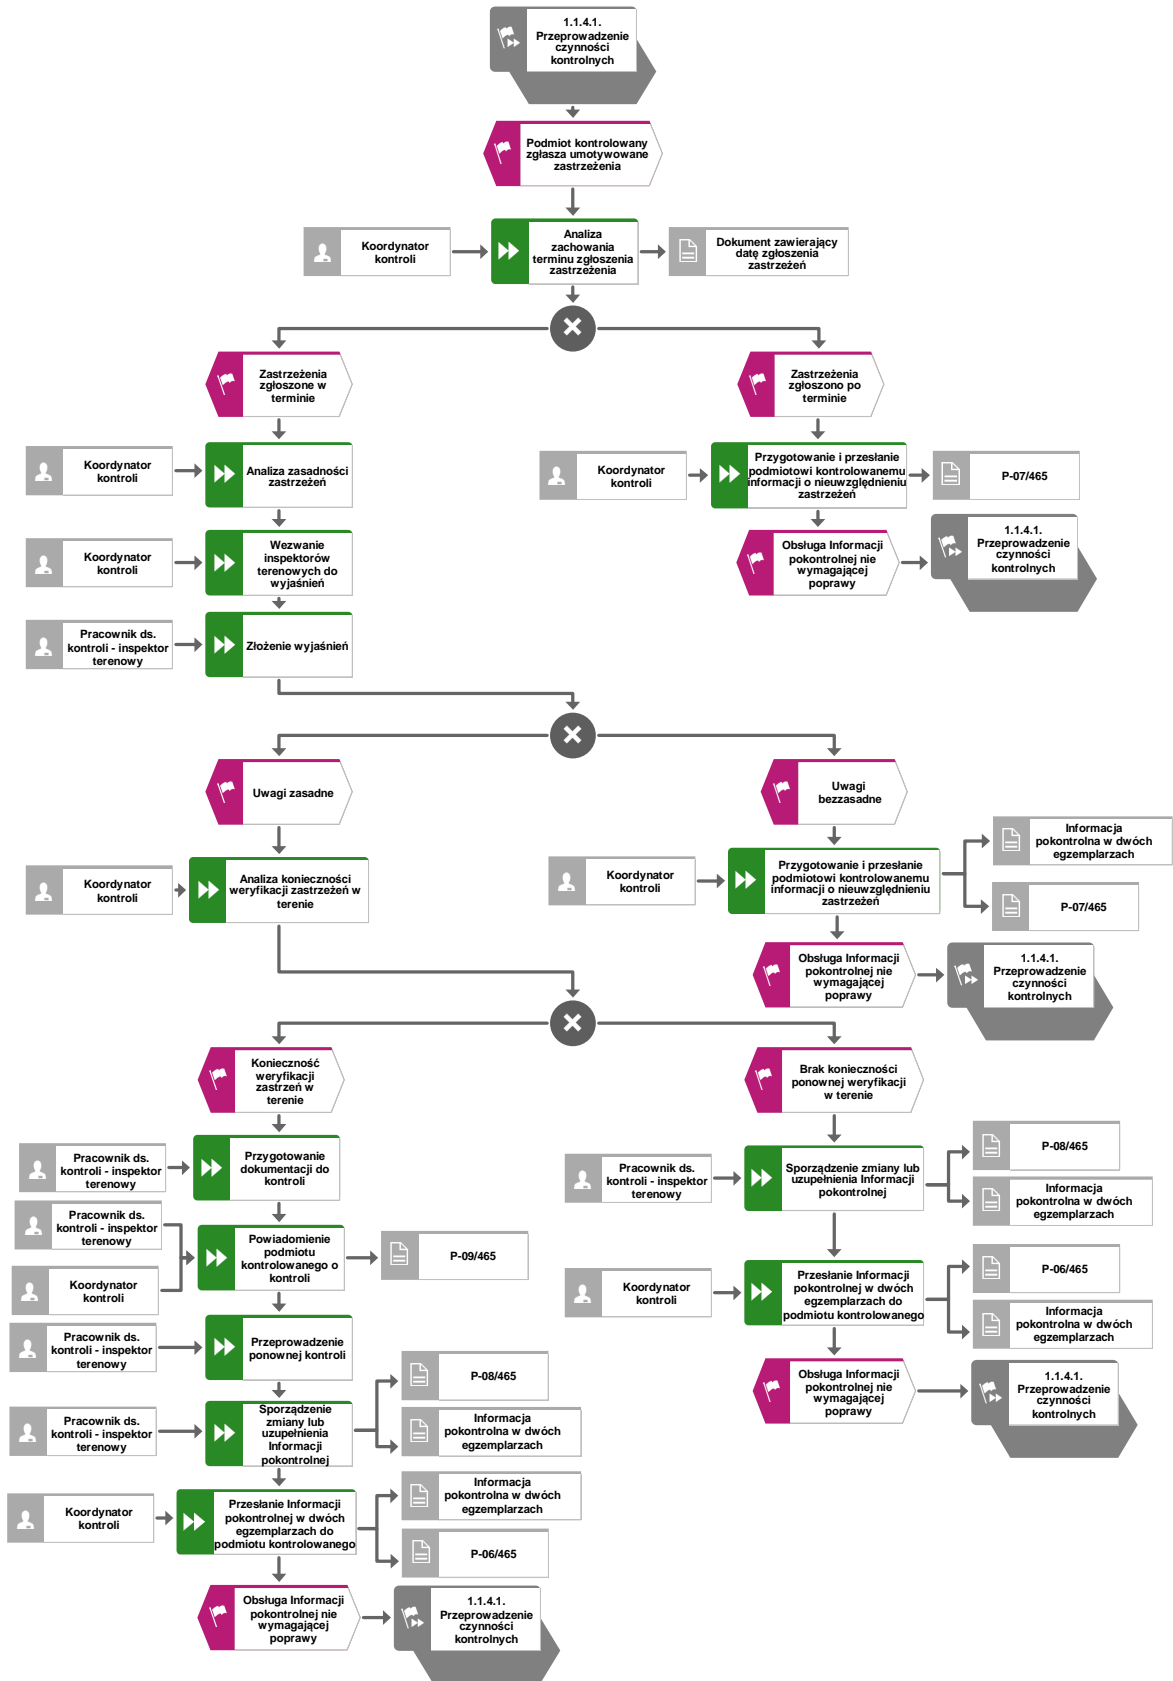 1.1.4.1.
Przeprowadzenie
czynności
kontrolnych
Podmiot kontrolowany
zgłasza umotywowane
zastrzeżenia
Koordynator
kontroli
Analiza
zachowania
terminu zgłoszenia
zastrzeżenia
Dokument zawierający
datę zgłoszenia
zastrzeżeń
Zastrzeżenia
zgłoszone w
terminie
Zastrzeżenia
zgłoszono po
terminie
Koordynator
kontroli
Analiza zasadności
zastrzeżeń
Koordynator
kontroli
Przygotowanie i przesłanie
podmiotowi kontrolowanemu
informacji o nieuwzględnieniu
zastrzeżeń
P-07/465
Koordynator
kontroli
Wezwanie
inspektorów
terenowych do
wyjaśnień
Obsługa Informacji
pokontrolnej nie
wymagającej
poprawy
1.1.4.1.
Przeprowadzenie
czynności
kontrolnych
Pracownik ds.
kontroli - inspektor
terenowy
Złożenie wyjaśnień
Uwagi zasadne
Uwagi
bezzasadne
Koordynator
kontroli
Analiza konieczności
weryfikacji zastrzeżeń w
terenie
Koordynator
kontroli
Przygotowanie i przesłanie
podmiotowi kontrolowanemu
informacji o nieuwzględnieniu
zastrzeżeń
Informacja
pokontrolna w dwóch
egzemplarzach
P-07/465
Obsługa Informacji
pokontrolnej nie
wymagającej
poprawy
1.1.4.1.
Przeprowadzenie
czynności
kontrolnych
Konieczność
weryfikacji
zastrzeń w
terenie
Brak konieczności
ponownej weryfikacji
w terenie
Pracownik ds.
kontroli - inspektor
terenowy
Przygotowanie
dokumentacji do
kontroli
Pracownik ds.
kontroli - inspektor
terenowy
Sporządzenie zmiany lub
uzupełnienia Informacji
pokontrolnej
P-08/465
Informacja
pokontrolna w dwóch
egzemplarzach
Pracownik ds.
kontroli - inspektor
terenowy
Koordynator
kontroli
Powiadomienie
podmiotu
kontrolowanego o
kontroli
P-09/465
Koordynator
kontroli
Przesłanie Informacji
pokontrolnej w dwóch
egzemplarzach do
podmiotu kontrolowanego
P-06/465
Informacja
pokontrolna w dwóch
egzemplarzach
Pracownik ds.
kontroli - inspektor
terenowy
Przeprowadzenie
ponownej kontroli
Obsługa Informacji
pokontrolnej nie
wymagającej
poprawy
1.1.4.1.
Przeprowadzenie
czynności
kontrolnych
Pracownik ds.
kontroli - inspektor
terenowy
Sporządzenie
zmiany lub
uzupełnienia
Informacji
pokontrolnej
P-08/465
Informacja
pokontrolna w dwóch
egzemplarzach
Koordynator
kontroli
Przesłanie Informacji
pokontrolnej w dwóch
egzemplarzach do
podmiotu kontrolowanego
Informacja
pokontrolna w dwóch
egzemplarzach
P-06/465
Obsługa Informacji
pokontrolnej nie
wymagającej
poprawy
1.1.4.1.
Przeprowadzenie
czynności
kontrolnych